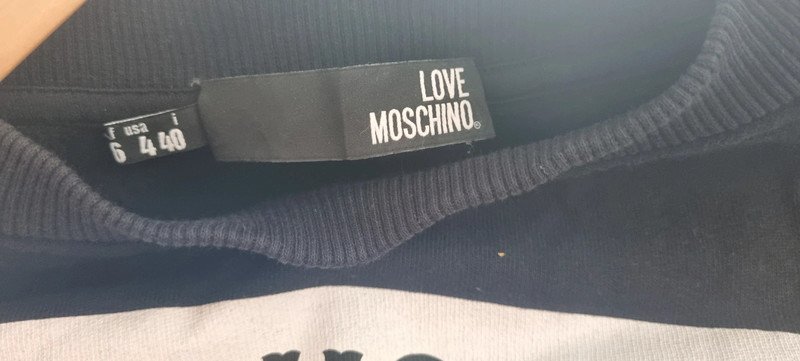 LOVE
MOSCHINO®
f usa i
6 4 40